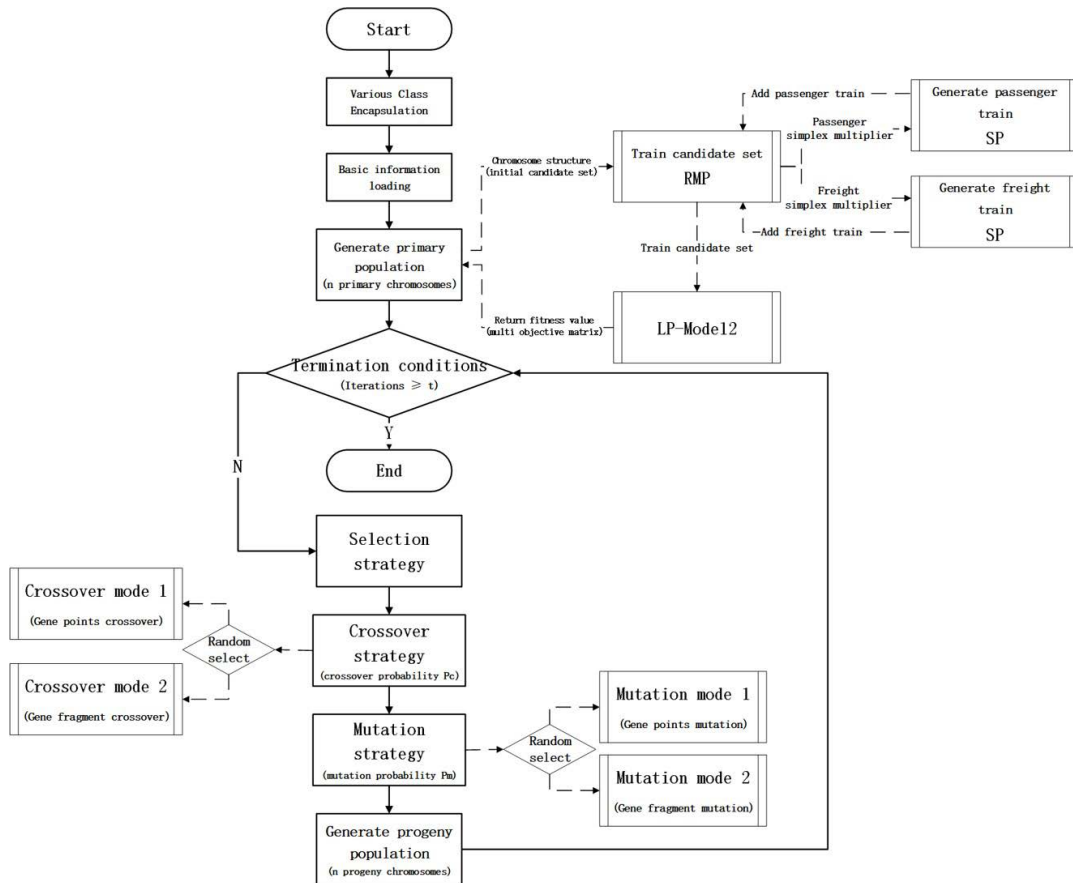 Start
Various Class
Encapsulation
Basic information
loading
Generate primary
population
(n primary chromosomes)
Chromosome structure
(initial candidate set)
Return fitness value
(multi objective matrix)
Train candidate set
RMP
Add passenger train
Passenger
simplex multiplier
Freight
simplex multiplier
Add freight train
Generate passenger
train
SP
Generate freight
train
SP
Train candidate set
LP-Model2
Termination conditions
(Iterations ≥ t)
Y
N
End
Selection
strategy
Crossover
strategy
(crossover probability Pc)
Random
select
Crossover mode 1
(Gene points crossover)
Crossover mode 2
(Gene fragment crossover)
Mutation
strategy
(mutation probability Pm)
Random
select
Mutation mode 1
(Gene points mutation)
Mutation mode 2
(Gene fragment mutation)
Generate progeny
population
(n progeny chromosomes)